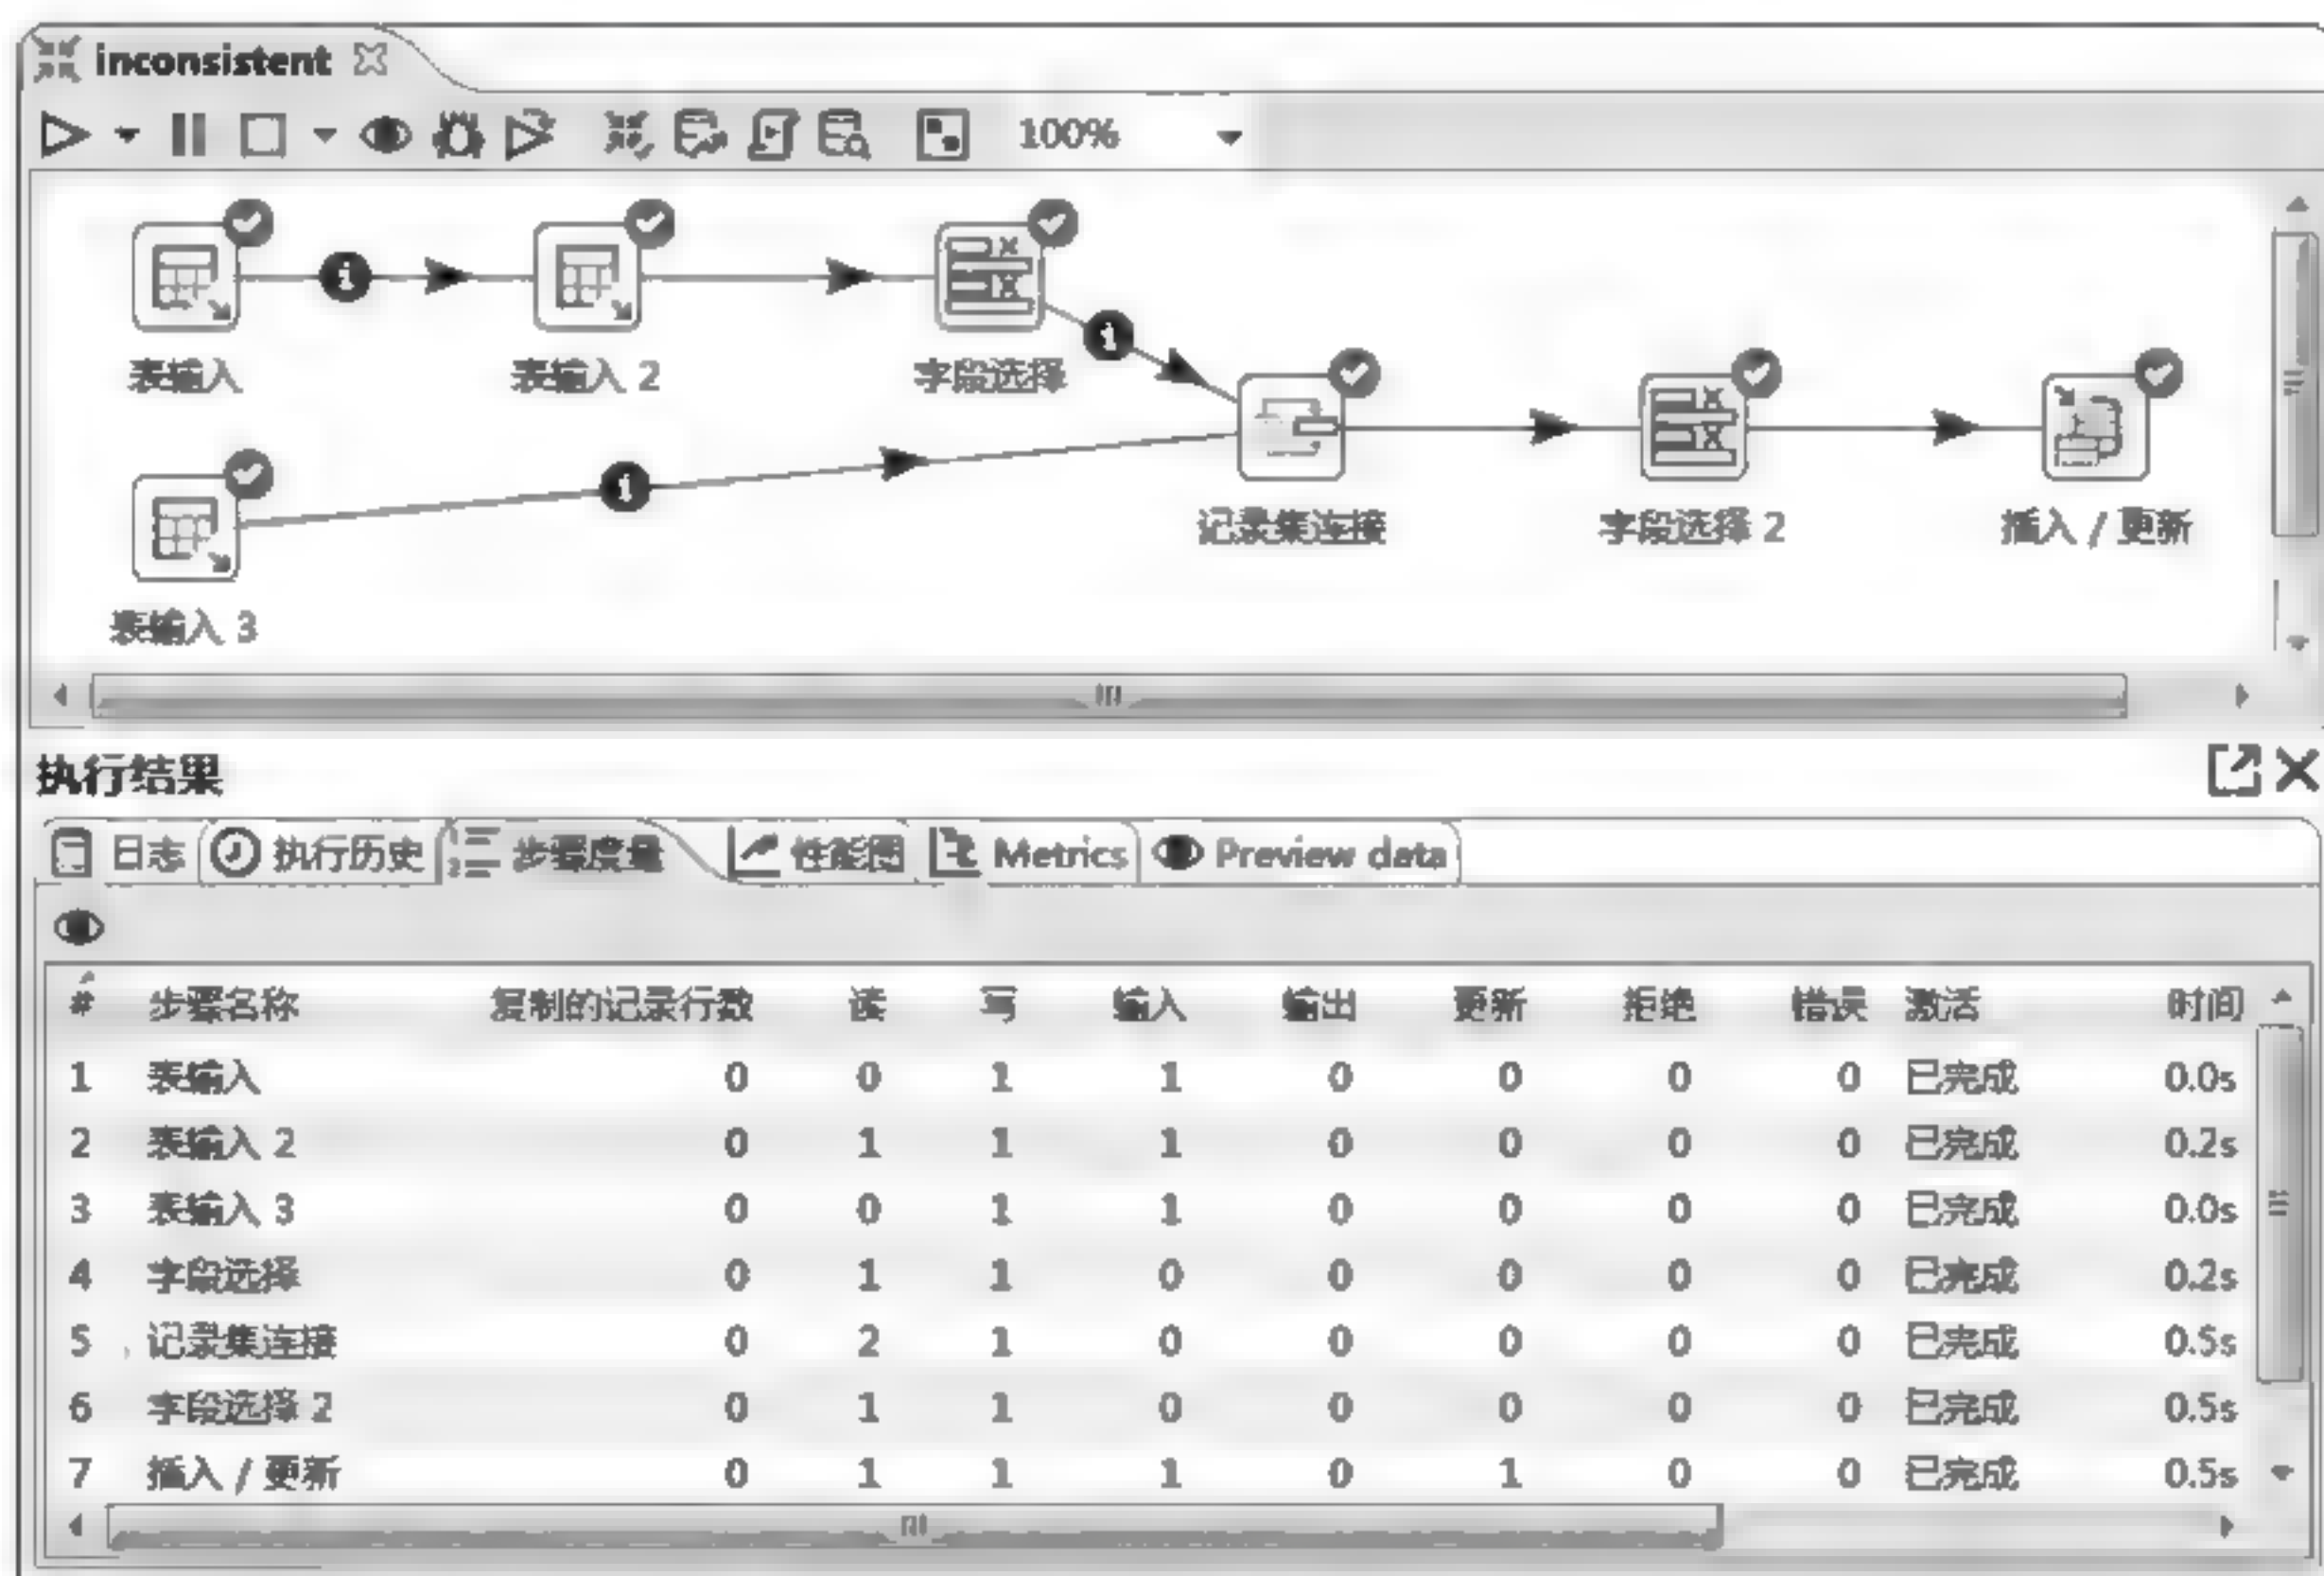 inconsistent
100%
表输入
表输入 2
字段选择
表输入 3
记录集连接
字段选择 2
插入 / 更新
执行结果
日志 执行历史 步骤度量 性能图 Metrics Preview data
# 步骤名称 复制的记录行数 读 写 输入 输出 更新 拒绝 错误 激活 时间
1 表输入 0 0 1 1 0 0 0 0 已完成 0.0s
2 表输入 2 0 1 1 1 0 0 0 0 已完成 0.2s
3 表输入 3 0 0 1 1 0 0 0 0 已完成 0.0s
4 字段选择 0 1 1 0 0 0 0 0 已完成 0.2s
5 记录集连接 0 2 1 0 0 0 0 0 已完成 0.5s
6 字段选择 2 0 1 1 0 0 0 0 0 已完成 0.5s
7 插入 / 更新 0 1 1 1 0 1 0 0 已完成 0.5s